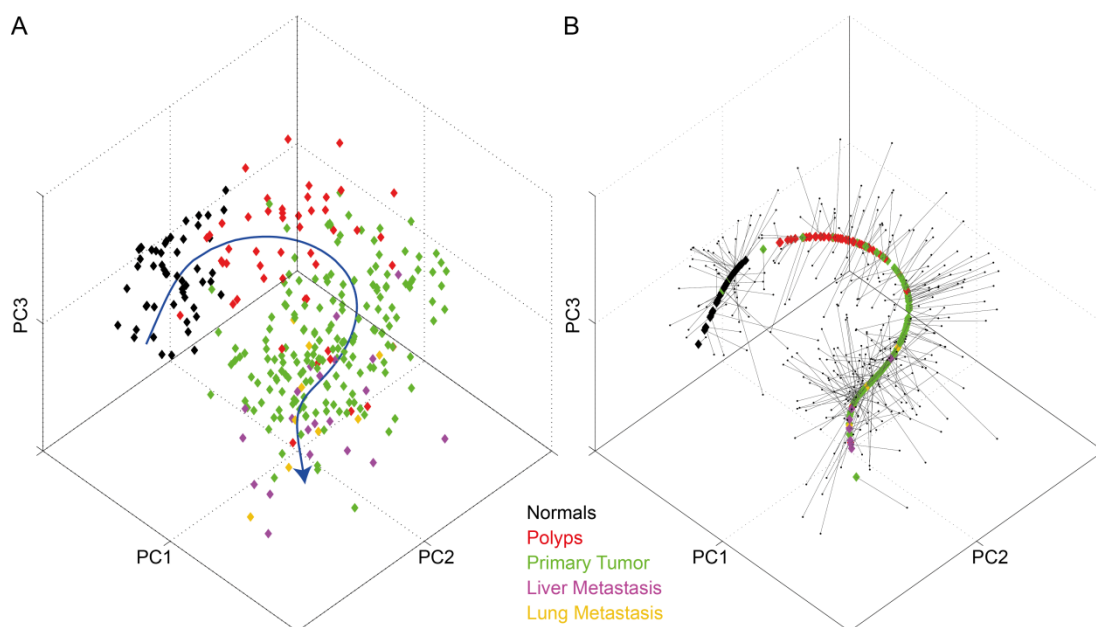 A
B
PC3
PC3
PC1
PC2
PC1
PC2
Normals
Polyps
Primary Tumor
Liver Metastasis
Lung Metastasis